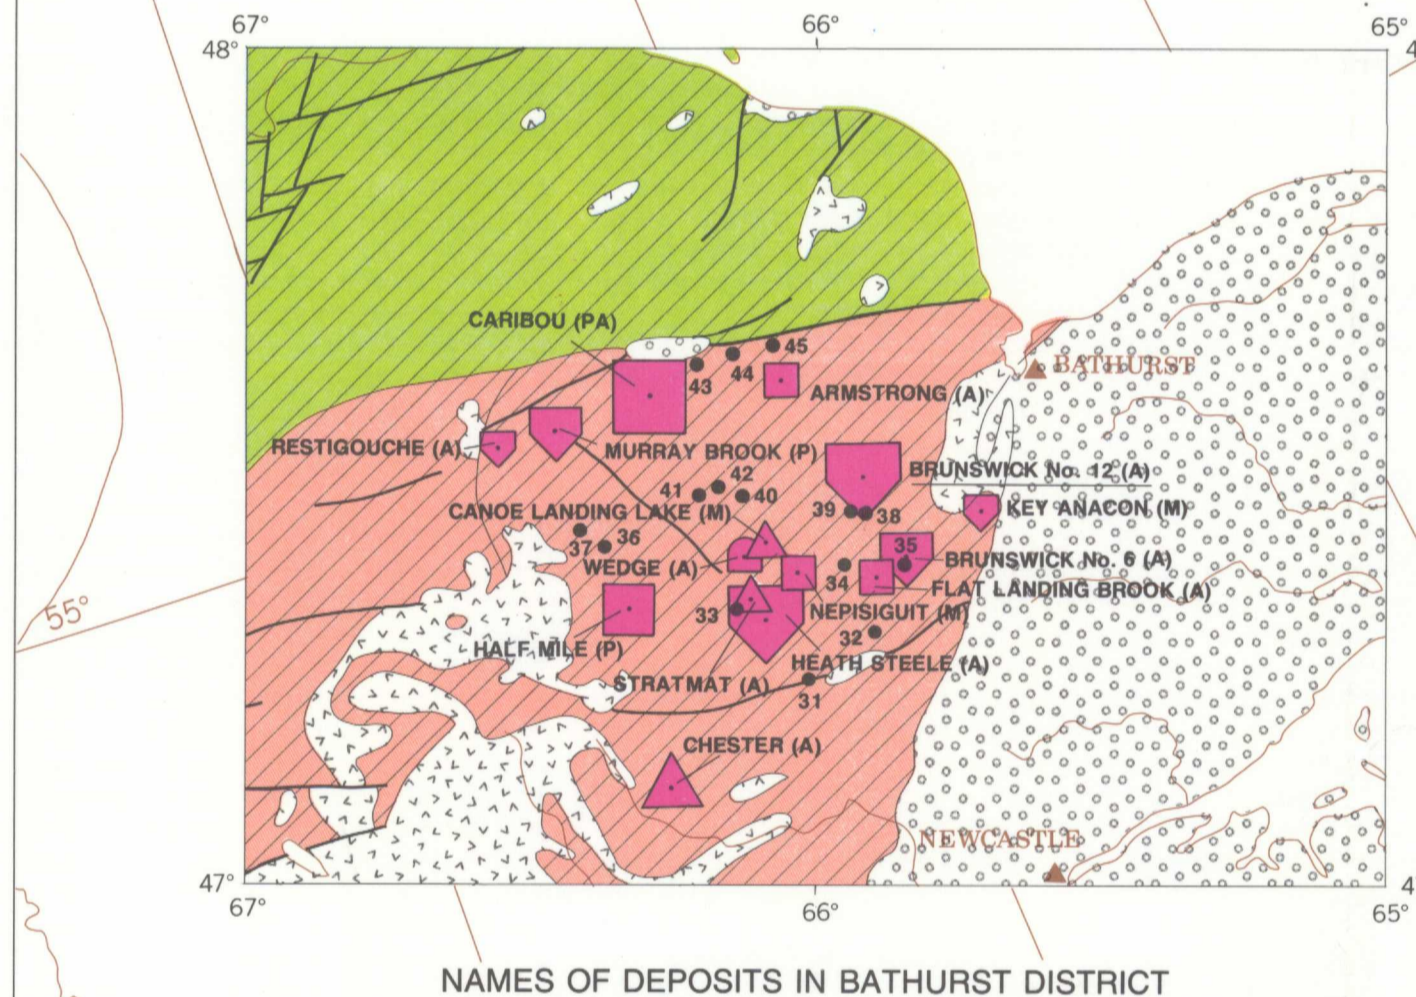 67° 66° 65°
48° 4
CARIBOU (PA)
45
44
43
BATHURST
ARMSTRONG (A)
RESTIGOUCHE (A)
MURRAY BROOK (P)
BRUNSWICK No. 12 (A)
42
41 40
CANOE LANDING LAKE (M)
39 38
KEY ANACON (M)
36
37
35
WEDGE (A)
BRUNSWICK No. 6 (A)
34
FLAT LANDING BROOK (A)
55°
33
NEPISIGUIT (M)
32
HALF MILE (P)
HEATH STEELE (A)
STRATMAT (A)
31
CHESTER (A)
NEWCASTLE
47° 4
67° 66° 65°
NAMES OF DEPOSITS IN BATHURST DISTRICT